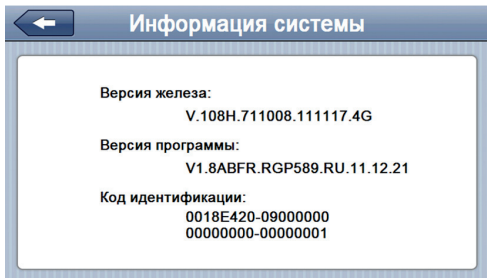 Информация системы
Версия железа:
V.108H.711008.111117.4G
Версия программы:
V1.8ABFR.RGP589.RU.11.12.21
Код идентификации:
0018E420-09000000
00000000-00000001